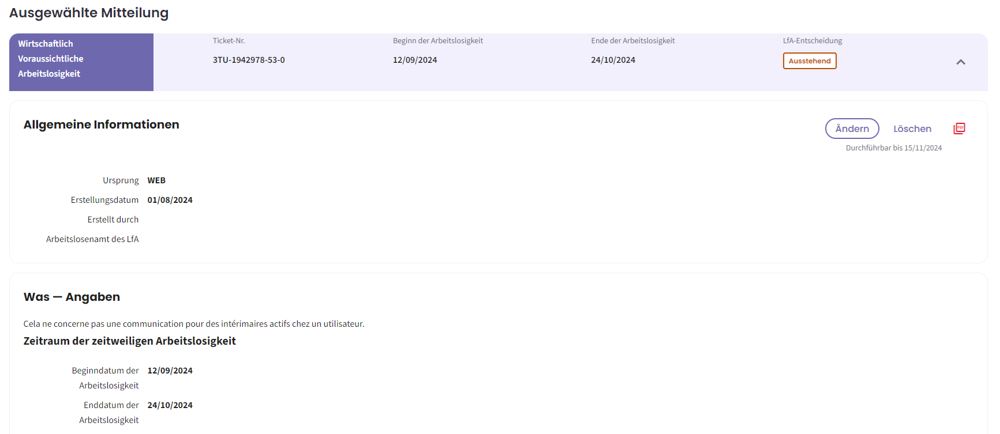 Ausgewählte Mitteilung
Wirtschaftlich
Voraussichtliche
Arbeitslosigkeit
Ticket-Nr.
3TU-1942978-53-0
Beginn der Arbeitslosigkeit
12/09/2024
Ende der Arbeitslosigkeit
24/10/2024
LfA-Entscheidung
Ausstehend
Allgemeine Informationen
Ändern
Löschen
PDF
Durchführbar bis 15/11/2024
Ursprung WEB
Erstellungsdatum 01/08/2024
Erstellt durch
Arbeitslosenamt des LfA
Was — Angaben
Cela ne concerne pas une communication pour des intérimaires actifs chez un utilisateur.
Zeitraum der zeitweiligen Arbeitslosigkeit
Beginndatum der 12/09/2024
Arbeitslosigkeit
Enddatum der 24/10/2024
Arbeitslosigkeit